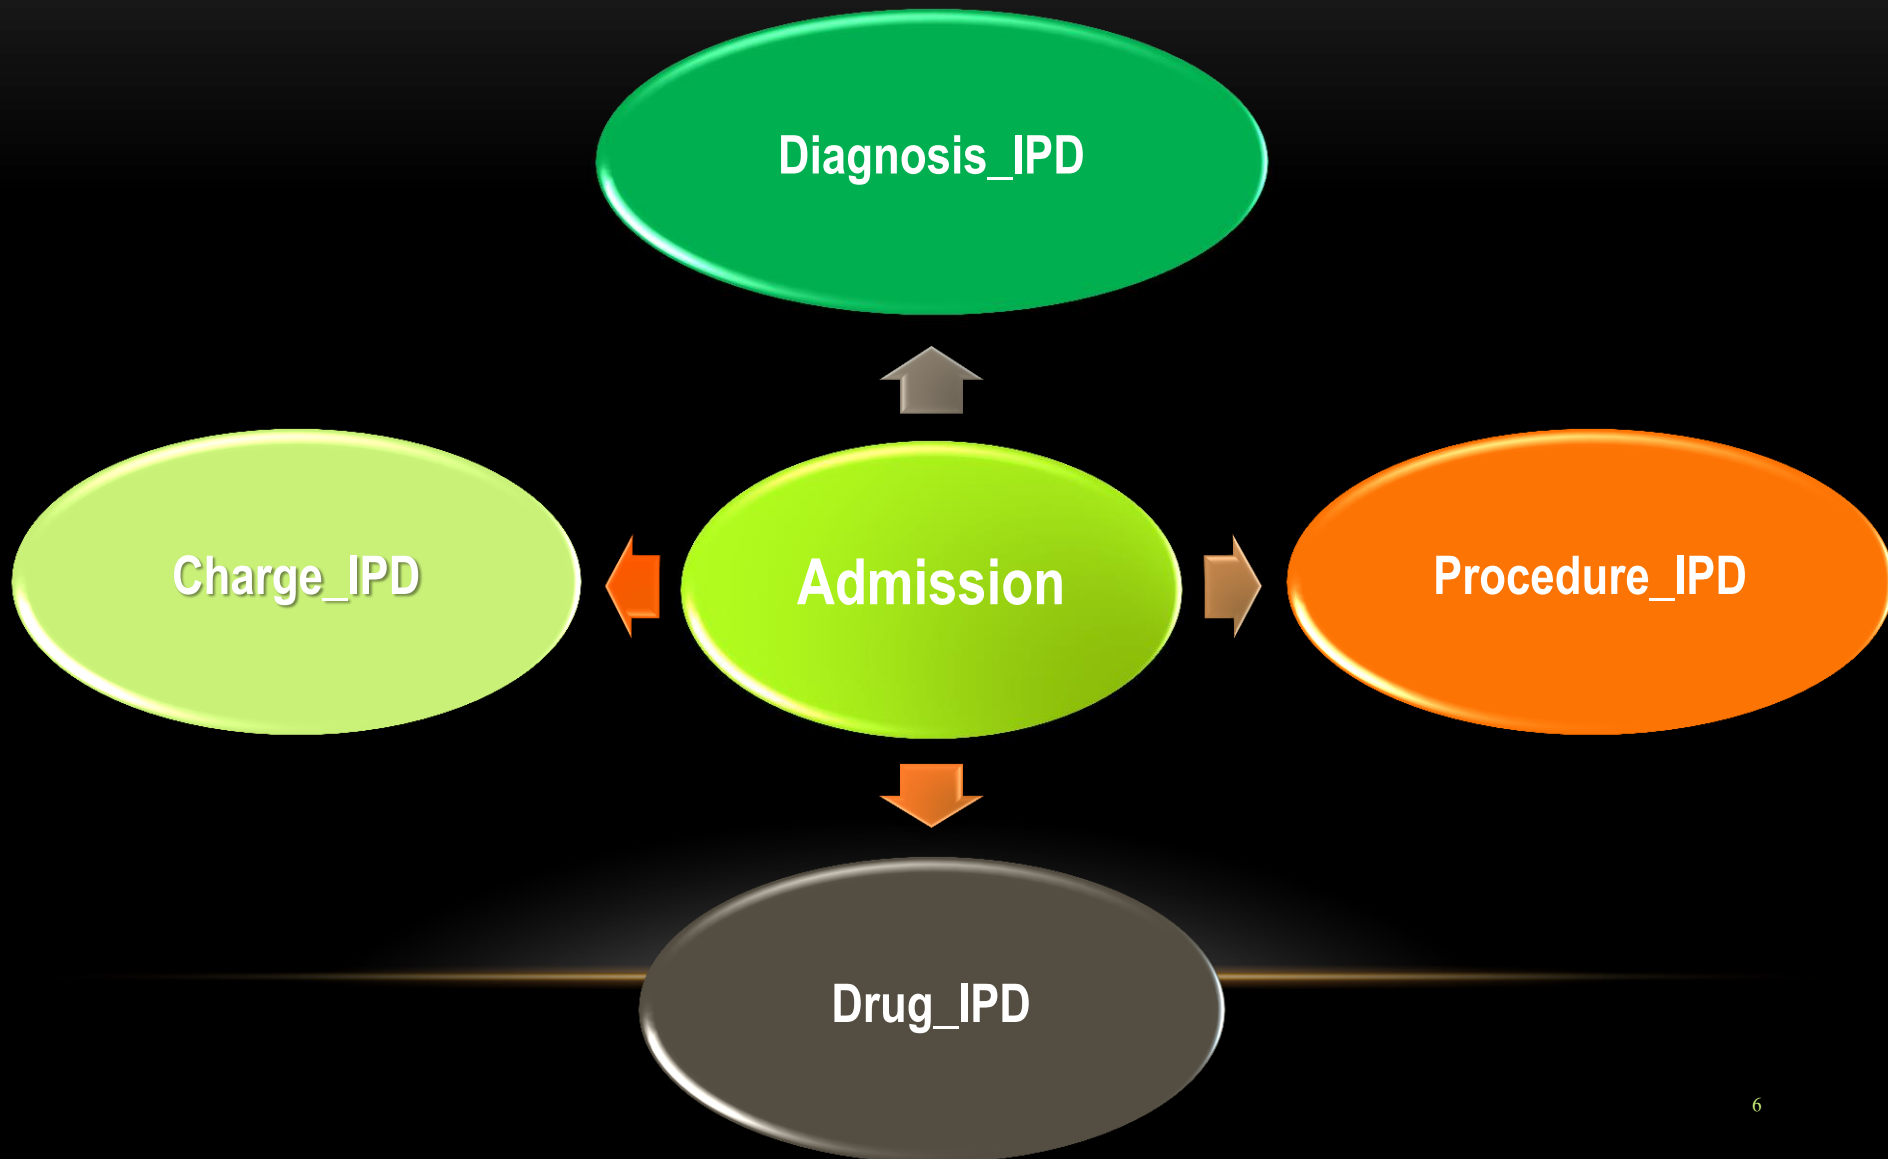 Diagnosis_IPD
Charge_IPD
Admission
Procedure_IPD
Drug_IPD
6